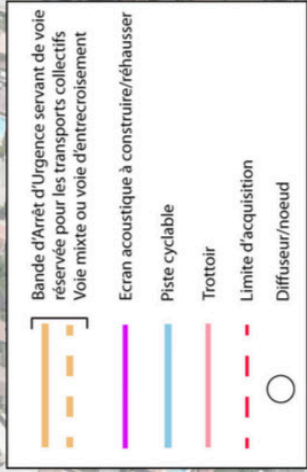 Bande d'Arrêt d'Urgence servant de voie
réservée pour les transports collectifs
Voie mixte ou voie d'entrecroisement
Ecran acoustique à construire/réhausser
Piste cyclable
Trottoir
Limite d'acquisition
Diffuseur/noeud